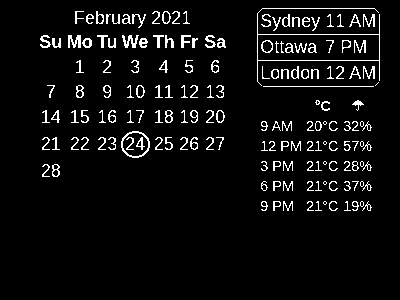 February 2021
Su Mo Tu We Th Fr Sa
1 2 3 4 5 6
7 8 9 10 11 12 13
14 15 16 17 18 19 20
21 22 23 24 25 26 27
28
Sydney 11 AM
Ottawa 7 PM
London 12 AM
°C ☂
9 AM 20°C 32%
12 PM 21°C 57%
3 PM 21°C 28%
6 PM 21°C 37%
9 PM 21°C 19%